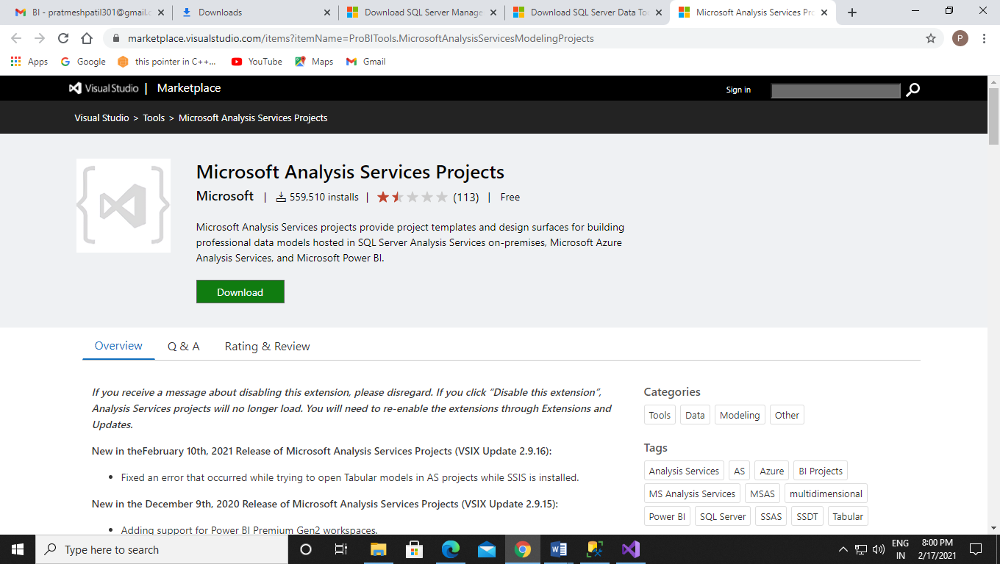 BI - pratmeshpatil301@gmail.c
Downloads
Download SQL Server Manage
Download SQL Server Data To
Microsoft Analysis Services Pro
marketplace.visualstudio.com/items?itemName=ProBITools.MicrosoftAnalysisServicesModelingProjects
P
Apps
Google
this pointer in C++...
YouTube
Maps
Gmail
Visual Studio | Marketplace
Sign in
Visual Studio > Tools > Microsoft Analysis Services Projects
Microsoft Analysis Services Projects
Microsoft | 559,510 installs | (113) | Free
Microsoft Analysis Services projects provide project templates and design surfaces for building
professional data models hosted in SQL Server Analysis Services on-premises, Microsoft Azure
Analysis Services, and Microsoft Power BI.
Download
Overview
Q & A
Rating & Review
If you receive a message about disabling this extension, please disregard. If you click “Disable this extension”,
Analysis Services projects will no longer load. You will need to re-enable the extensions through Extensions and
Updates.
New in theFebruary 10th, 2021 Release of Microsoft Analysis Services Projects (VSIX Update 2.9.16):
• Fixed an error that occurred while trying to open Tabular models in AS projects while SSIS is installed.
New in the December 9th, 2020 Release of Microsoft Analysis Services Projects (VSIX Update 2.9.15):
• Adding support for Power BI Premium Gen2 workspaces.
Categories
Tools Data Modeling Other
Tags
Analysis Services AS Azure BI Projects
MS Analysis Services MSAS multidimensional
Power BI SQL Server SSAS SSDT Tabular
Type here to search
ENG
IN
8:00 PM
2/17/2021